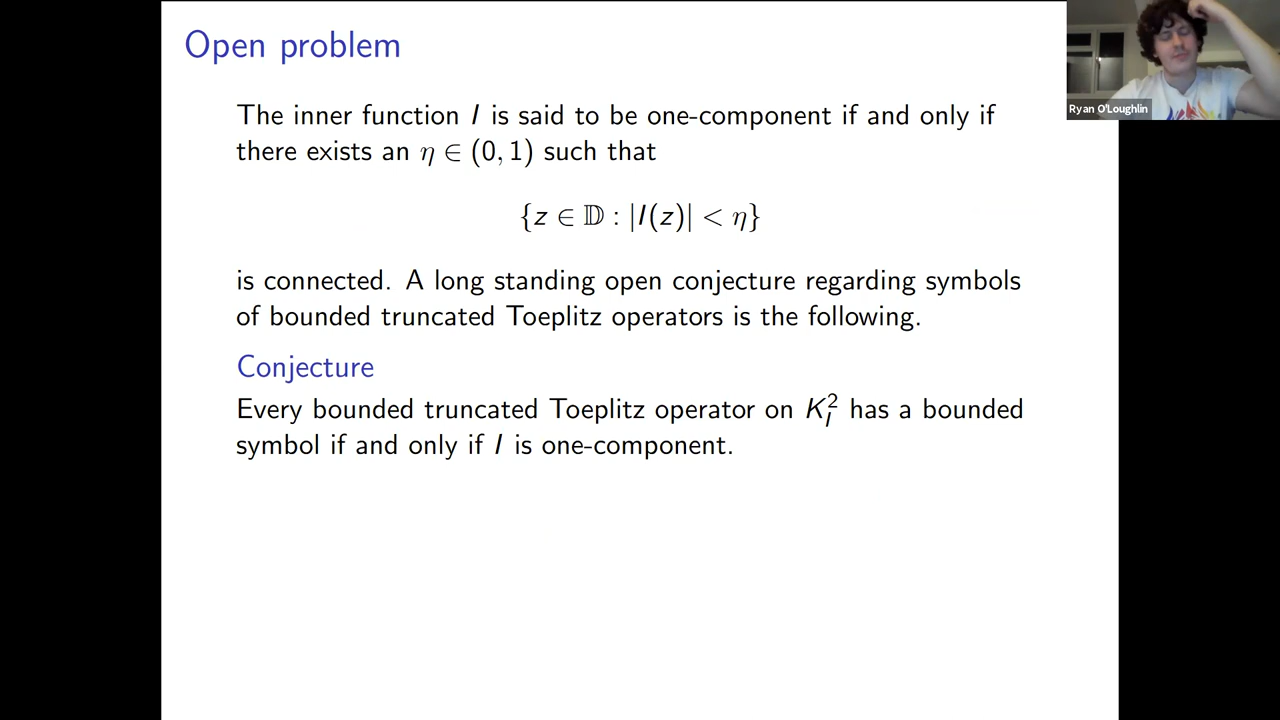 Open problem
The inner function I is said to be one-component if and only if
there exists an η ∈ (0, 1) such that
{z ∈ 𝔻 : |I(z)| < η}
is connected. A long standing open conjecture regarding symbols
of bounded truncated Toeplitz operators is the following.
Conjecture
Every bounded truncated Toeplitz operator on K_I^2 has a bounded
symbol if and only if I is one-component.
Ryan O'Loughlin